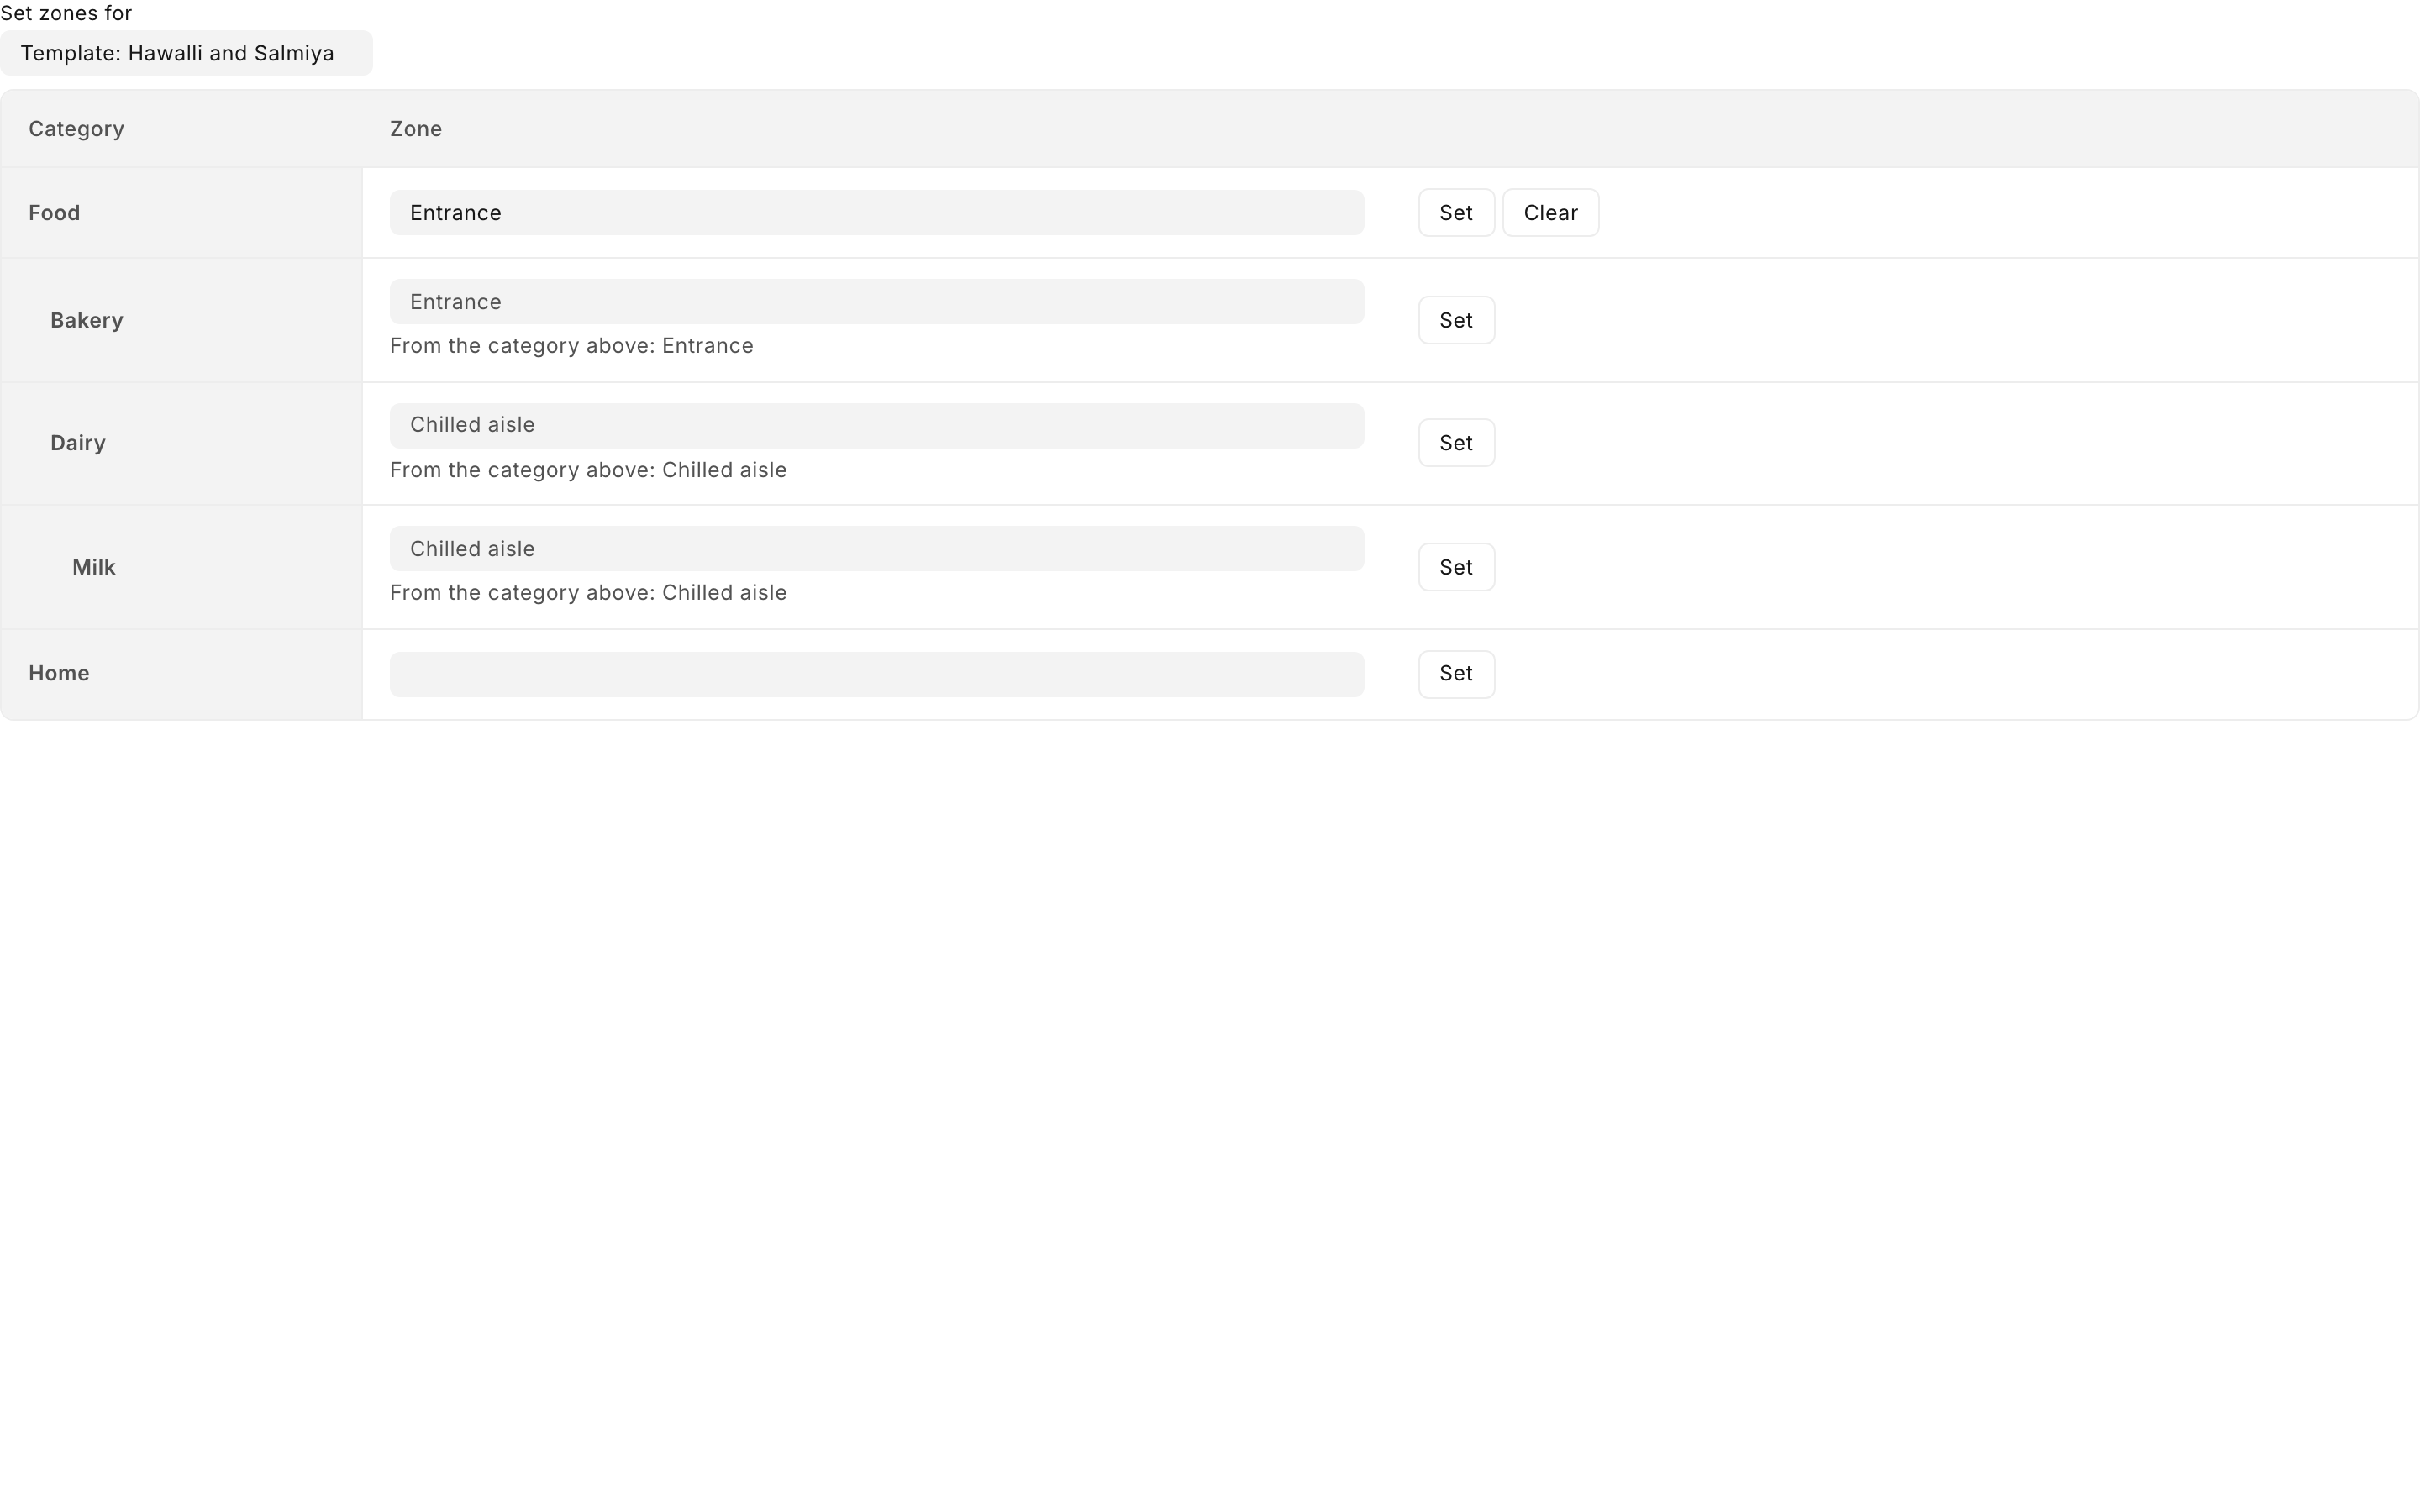 Set zones for
Template: Hawalli and Salmiya
Category Zone
Food Entrance Set Clear
Bakery Entrance Set
From the category above: Entrance
Dairy Chilled aisle Set
From the category above: Chilled aisle
Milk Chilled aisle Set
From the category above: Chilled aisle
Home Set